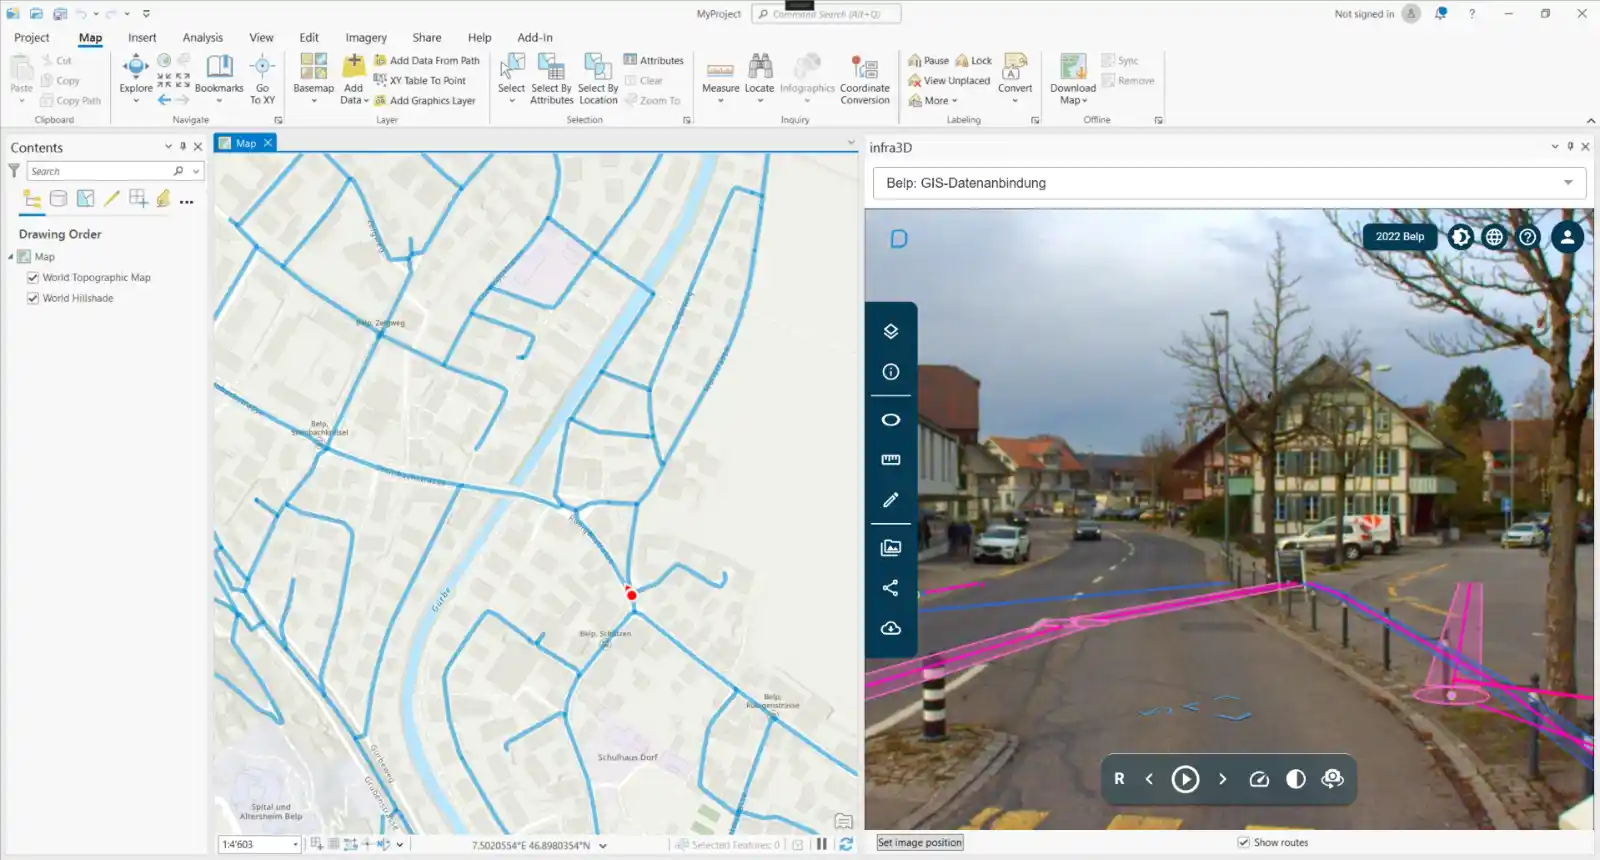 MyProject
Command Search (Alt+Q)
Not signed in
Project
Map
Insert
Analysis
View
Edit
Imagery
Share
Help
Add-In
Paste
Cut
Copy
Copy Path
Clipboard
Explore
Bookmarks
Go
To XY
Navigate
Basemap
Add
Data
Add Data From Path
XY Table To Point
Add Graphics Layer
Layer
Select
Select By
Attributes
Select By
Location
Attributes
Clear
Zoom To
Selection
Measure
Locate
Infographics
Coordinate
Conversion
Inquiry
Pause
Lock
View Unplaced
More
Convert
Labeling
Download
Map
Sync
Remove
Offline
Contents
Search
Drawing Order
Map
World Topographic Map
World Hillshade
Map
Belp, Zelgweg
Belp,
Steinbachkreisel
Steinbachstrasse
Gürbe
Belp, Schützen
Belp,
Rubigenstrasse
Schulhaus Dorf
Gürbeweg
Grubenstrasse
Spital und
Altersheim Belp
1:4'603
7.5020554°E 46.8980354°N
Selected Features: 0
infra3D
Belp: GIS-Datenanbindung
2022 Belp
R
Set image position
Show routes